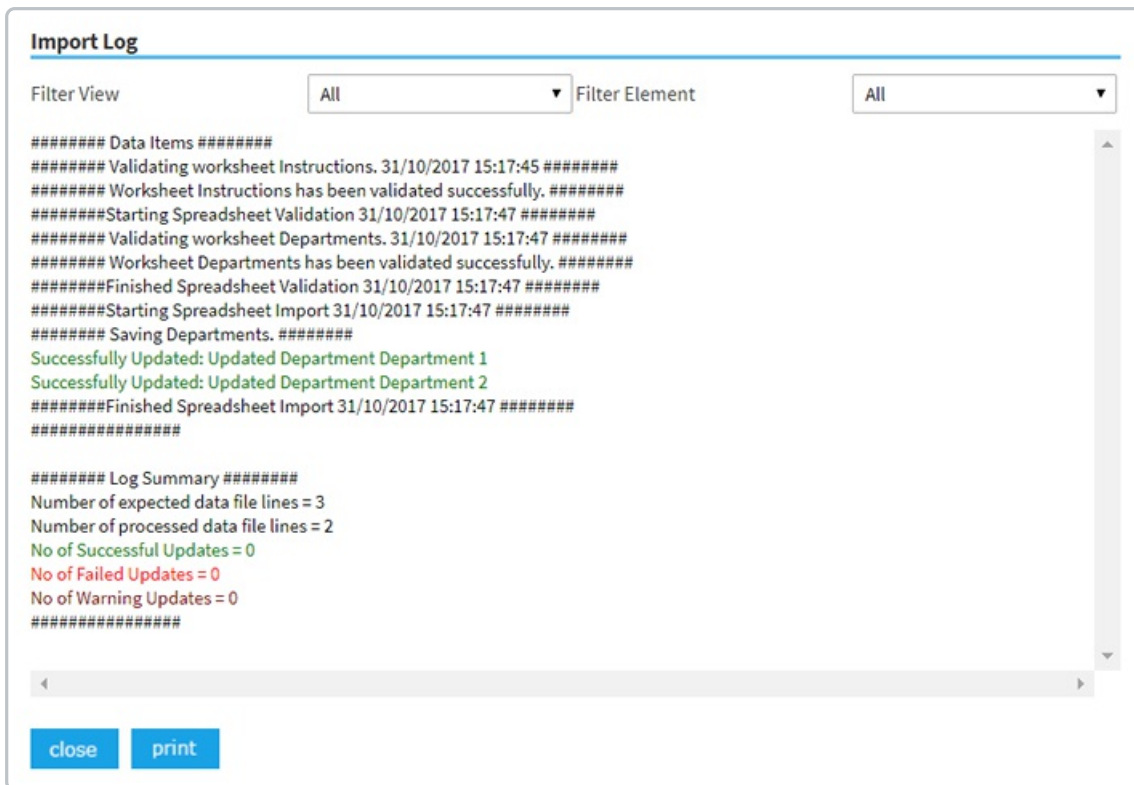 Import Log
Filter View All Filter Element All
######## Data Items ########
######## Validating worksheet Instructions. 31/10/2017 15:17:45 ########
######## Worksheet Instructions has been validated successfully. ########
########Starting Spreadsheet Validation 31/10/2017 15:17:47 ########
######## Validating worksheet Departments. 31/10/2017 15:17:47 ########
######## Worksheet Departments has been validated successfully. ########
########Finished Spreadsheet Validation 31/10/2017 15:17:47 ########
########Starting Spreadsheet Import 31/10/2017 15:17:47 ########
######## Saving Departments. ########
Successfully Updated: Updated Department Department 1
Successfully Updated: Updated Department Department 2
########Finished Spreadsheet Import 31/10/2017 15:17:47 ########
################
######## Log Summary ########
Number of expected data file lines = 3
Number of processed data file lines = 2
No of Successful Updates = 0
No of Failed Updates = 0
No of Warning Updates = 0
################
close print